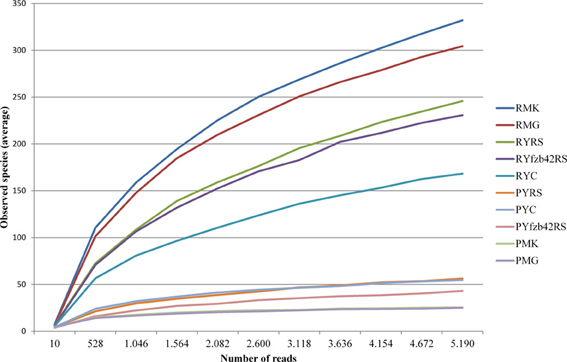 350
300
250
200
150
100
50
0
Observed species (average)
10 528 1.046 1.564 2.082 2.600 3.118 3.636 4.154 4.672 5.190
Number of reads
RMK
RMG
RYRS
RYfzb42RS
RYC
PYRS
PYC
PYfzb42RS
PMK
PMG